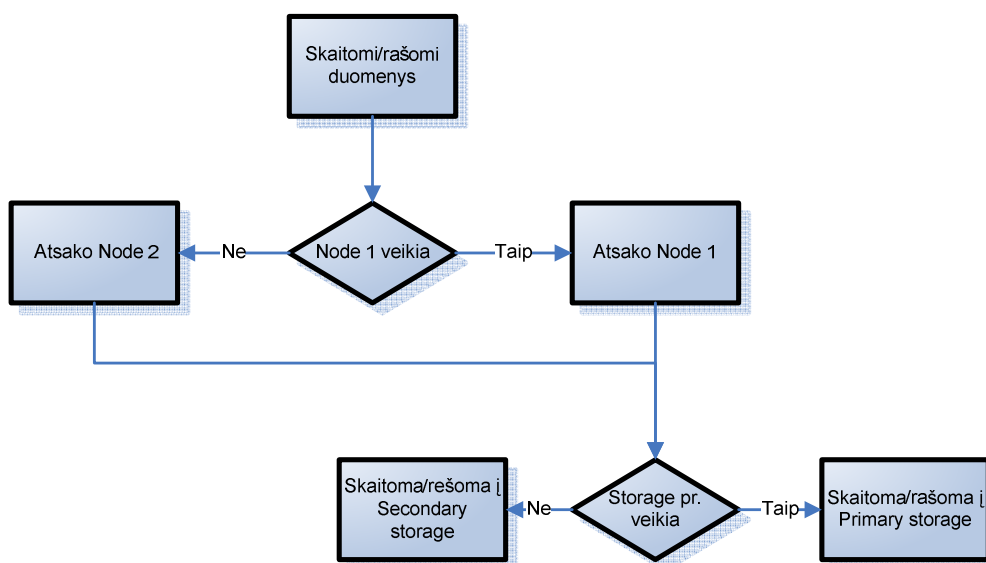 Skaitomi/rašomi
duomenys
Atsako Node 2
Ne
Node 1 veikia
Taip
Atsako Node 1
Skaitoma/rešoma į
Secondary
storage
Ne
Storage pr.
veikia
Taip
Skaitoma/rašoma į
Primary storage